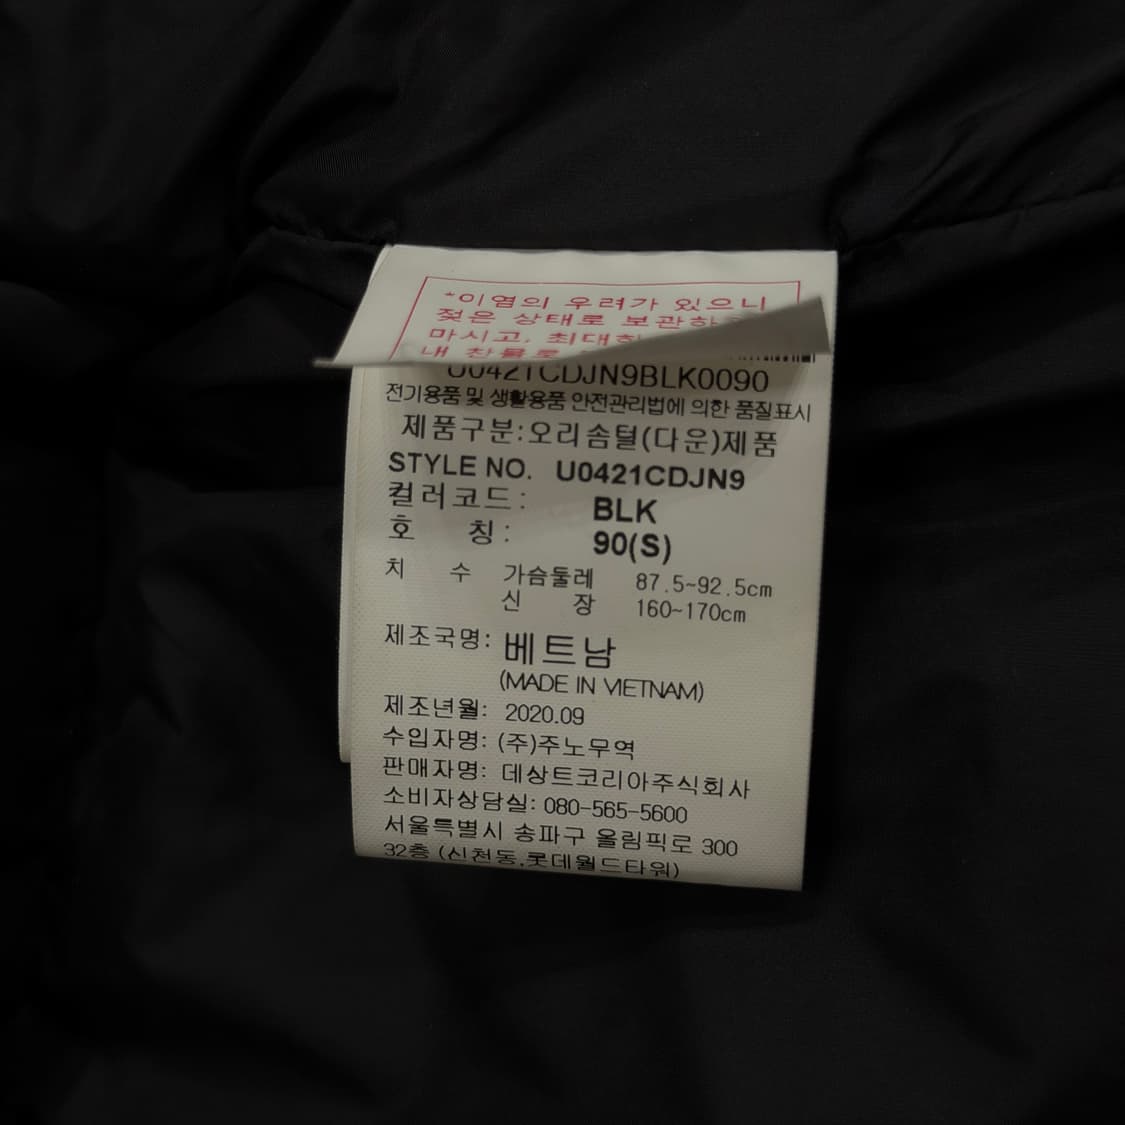 *이염의 우려가 있으니
젖은 상태로 보관하
마시고, 최대한
내 찬물로
U0421CDJN9BLK0090
전기용품 및 생활용품 안전관리법에 의한 품질표시
제품구분:오리솜털(다운)제품
STYLE NO. U0421CDJN9
컬러코드: BLK
호 칭: 90(S)
치 수 가슴둘레 87.5~92.5cm
신 장 160~170cm
제조국명: 베트남
(MADE IN VIETNAM)
제조년월: 2020.09
수입자명: (주)주노무역
판매자명: 데상트코리아주식회사
소비자상담실: 080-565-5600
서울특별시 송파구 올림픽로 300
32층 (신천동,롯데월드타워)